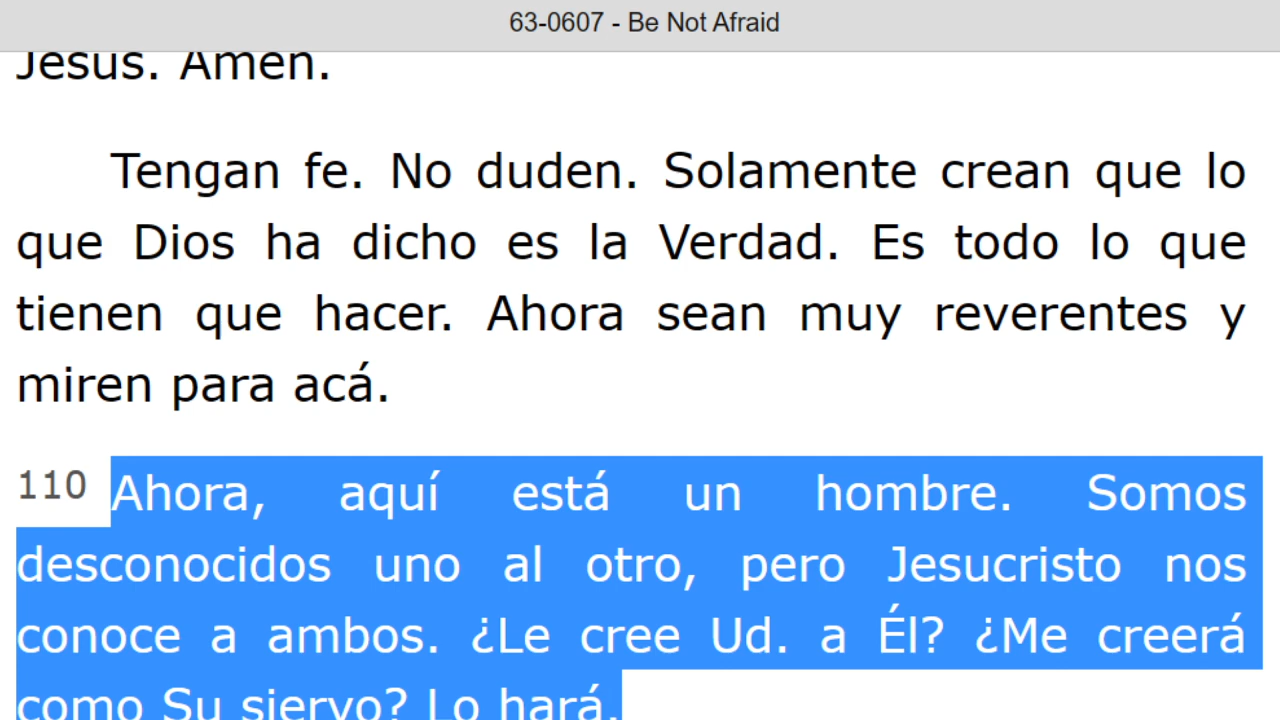 63-0607 - Be Not Afraid
Jesús. Amén.
Tengan fe. No duden. Solamente crean que lo
que Dios ha dicho es la Verdad. Es todo lo que
tienen que hacer. Ahora sean muy reverentes y
miren para acá.
110 Ahora, aquí está un hombre. Somos
desconocidos uno al otro, pero Jesucristo nos
conoce a ambos. ¿Le cree Ud. a Él? ¿Me creerá
como Su siervo? Lo hará.